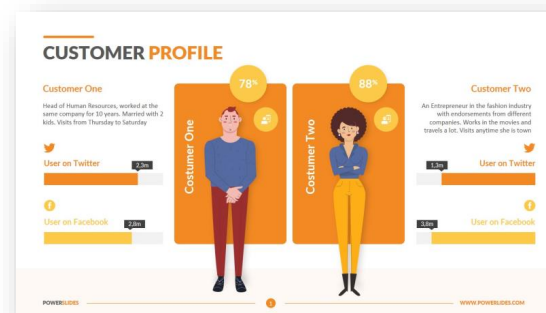 CUSTOMER PROFILE
Customer One
Head of Human Resources, worked at the
same company for 10 years. Married with 2
kids. Visits from Thursday to Saturday
User on Twitter
2,3m
User on Facebook
2,8m
78%
Costumer One
88%
Costumer Two
Customer Two
An Entrepreneur in the fashion industry
with endorsements from different
companies. Works in the movies and
travels a lot. Visits anytime she is town
1,3m
User on Twitter
3,8m
User on Facebook
POWERSLIDES
1
WWW.POWERSLIDES.COM